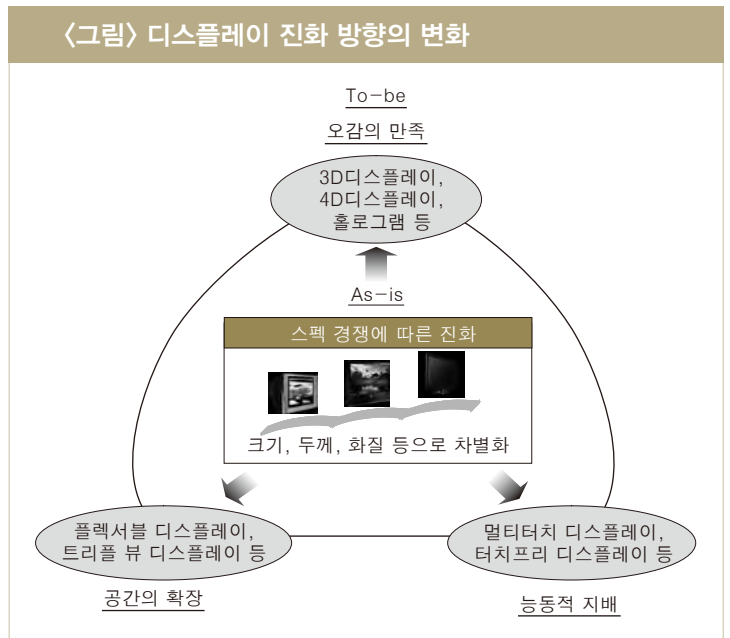 〈그림〉 디스플레이 진화 방향의 변화
To-be
오감의 만족
3D디스플레이,
4D디스플레이,
홀로그램 등
As-is
스펙 경쟁에 따른 진화
크기, 두께, 화질 등으로 차별화
플렉서블 디스플레이,
트리플 뷰 디스플레이 등
공간의 확장
멀티터치 디스플레이,
터치프리 디스플레이 등
능동적 지배